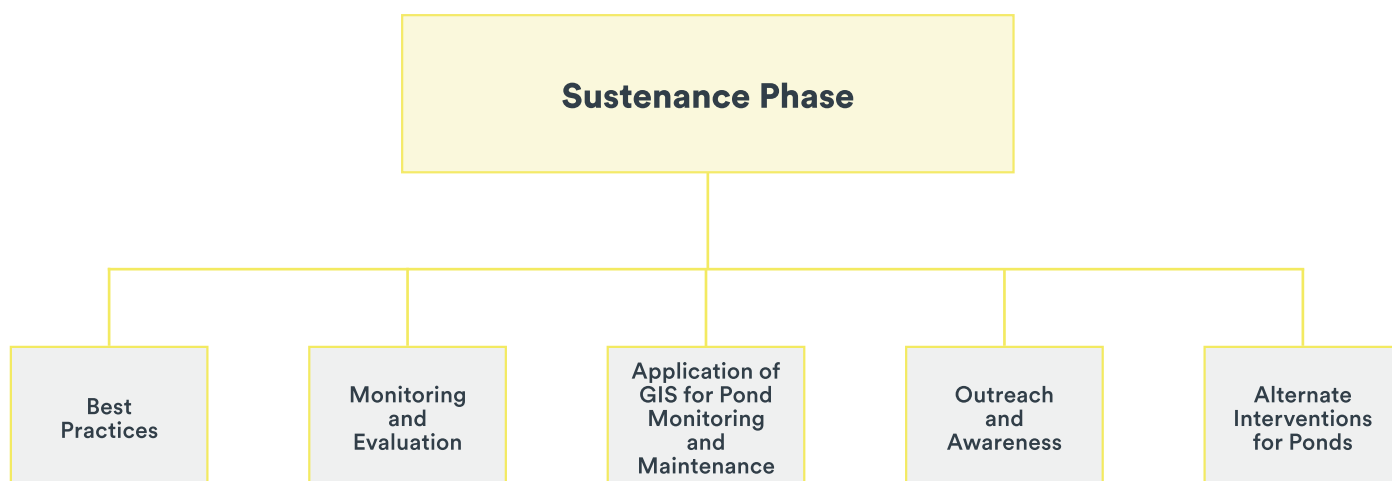 Sustenance Phase
Best
Practices
Monitoring
and
Evaluation
Application of
GIS for Pond
Monitoring
and
Maintenance
Outreach
and
Awareness
Alternate
Interventions
for Ponds